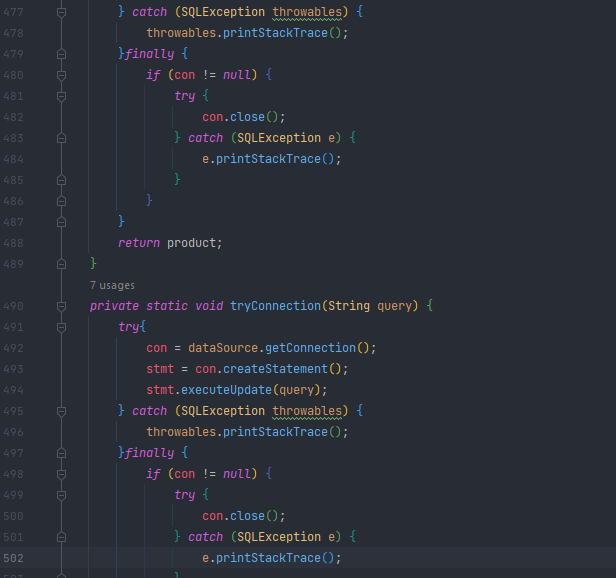 477 } catch (SQLException throwables) {
478 throwables.printStackTrace();
479 }finally {
480 if (con != null) {
481 try {
482 con.close();
483 } catch (SQLException e) {
484 e.printStackTrace();
485 }
486 }
487 }
488 return product;
489 }
7 usages
490 private static void tryConnection(String query) {
491 try{
492 con = dataSource.getConnection();
493 stmt = con.createStatement();
494 stmt.executeUpdate(query);
495 } catch (SQLException throwables) {
496 throwables.printStackTrace();
497 }finally {
498 if (con != null) {
499 try {
500 con.close();
501 } catch (SQLException e) {
502 e.printStackTrace();
503 }